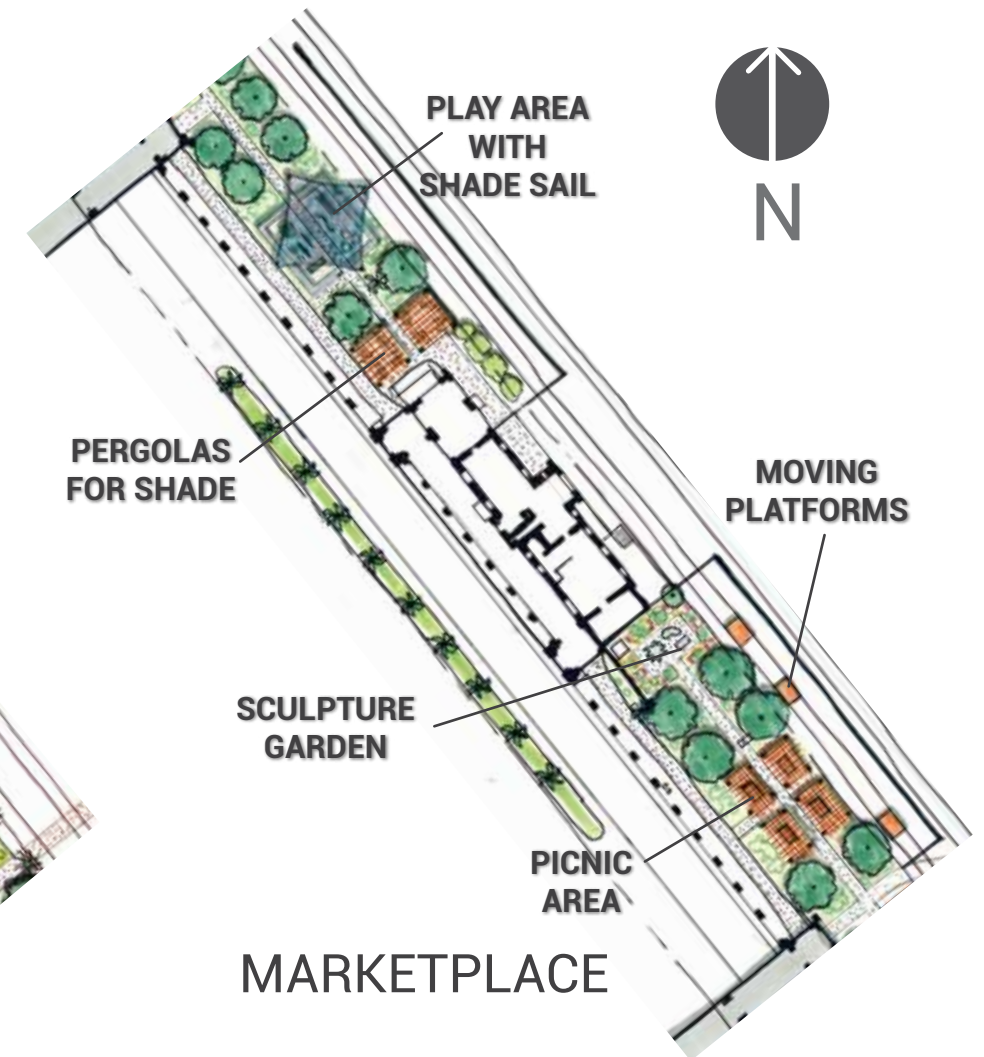 PLAY AREA
WITH
SHADE SAIL
N
PERGOLAS
FOR SHADE
MOVING
PLATFORMS
SCULPTURE
GARDEN
PICNIC
AREA
MARKETPLACE